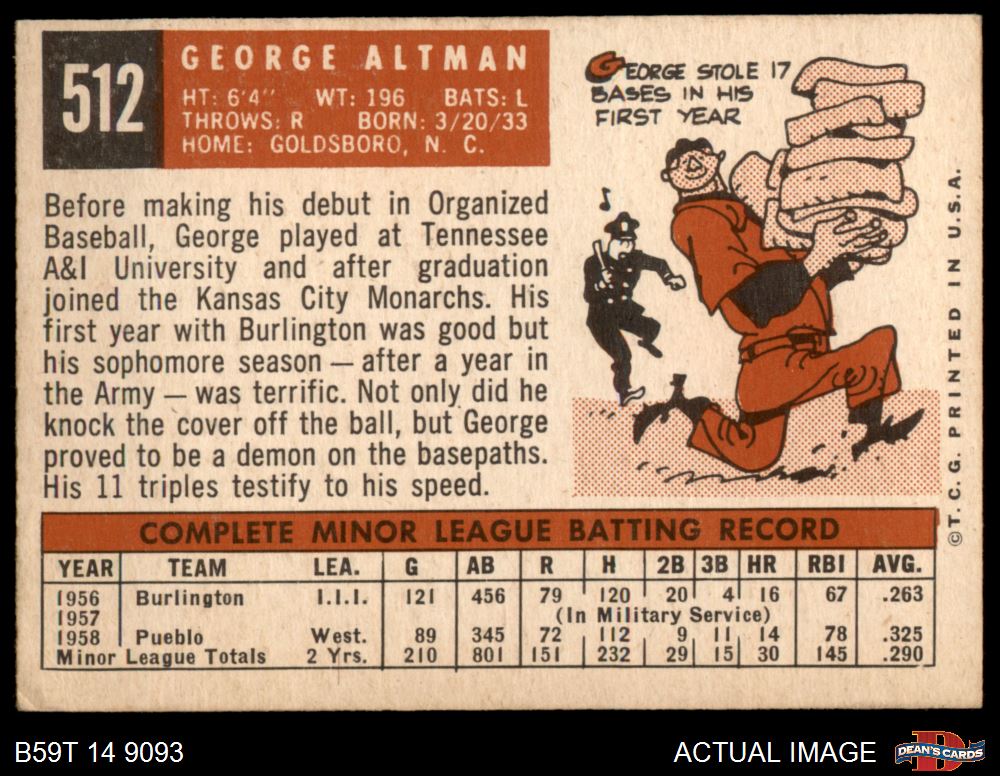 512
GEORGE ALTMAN
HT: 6'4" WT: 196 BATS: L
THROWS: R BORN: 3/20/33
HOME: GOLDSBORO, N. C.
GEORGE STOLE 17
BASES IN HIS
FIRST YEAR
Before making his debut in Organized
Baseball, George played at Tennessee
A&I University and after graduation
joined the Kansas City Monarchs. His
first year with Burlington was good but
his sophomore season — after a year in
the Army — was terrific. Not only did he
knock the cover off the ball, but George
proved to be a demon on the basepaths.
His 11 triples testify to his speed.
©T. C. G. PRINTED IN U.S.A.
COMPLETE MINOR LEAGUE BATTING RECORD
YEAR TEAM LEA. G AB R H 2B 3B HR RBI AVG.
1956 Burlington I.I.I. 121 456 79 120 20 4 16 67 .263
1957 (In Military Service)
1958 Pueblo West. 89 345 72 112 9 11 14 78 .325
Minor League Totals 2 Yrs. 210 801 151 232 29 15 30 145 .290
B59T 14 9093
ACTUAL IMAGE
DEAN'S CARDS